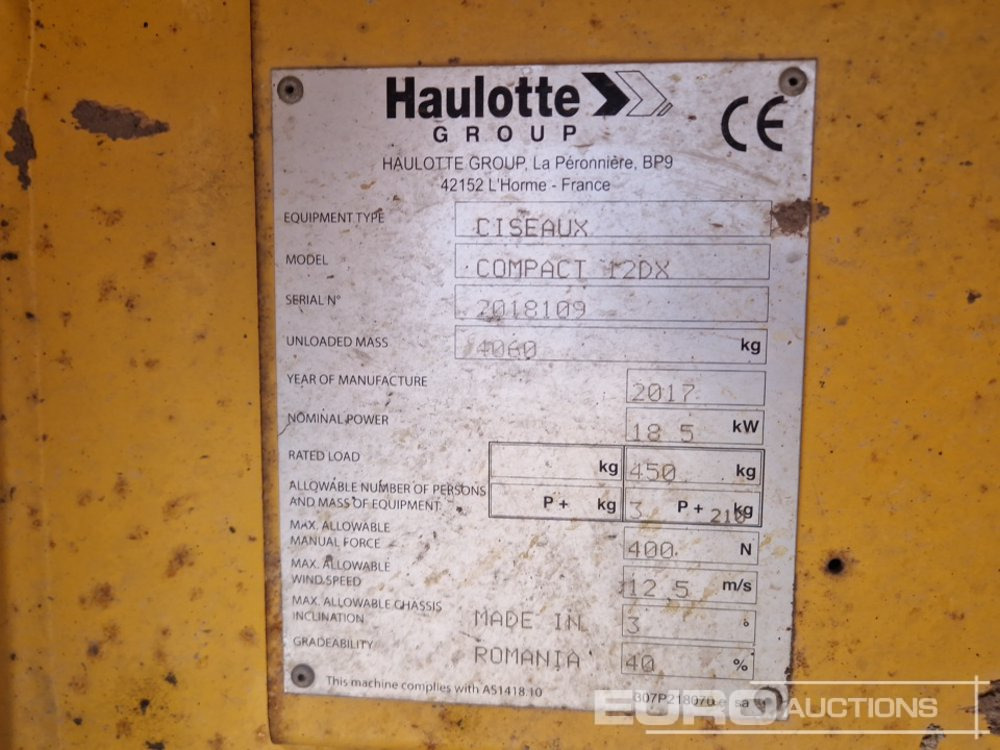 Haulotte
GROUP
CE
HAULOTTE GROUP, La Péronnière, BP9
42152 L'Horme - France
EQUIPMENT TYPE CISEAUX
MODEL COMPACT 12DX
SERIAL N° 2018109
UNLOADED MASS 4060 kg
YEAR OF MANUFACTURE 2017
NOMINAL POWER 18 5 kW
RATED LOAD kg 450 kg
ALLOWABLE NUMBER OF PERSONS
AND MASS OF EQUIPMENT P + kg 3 P + 210 kg
MAX. ALLOWABLE
MANUAL FORCE 400 N
MAX. ALLOWABLE
WIND SPEED 12,5 m/s
MAX. ALLOWABLE CHASSIS
INCLINATION MADE IN 3 °
GRADEABILITY ROMANIA 40 %
This machine complies with AS1418.10
EURO AUCTIONS